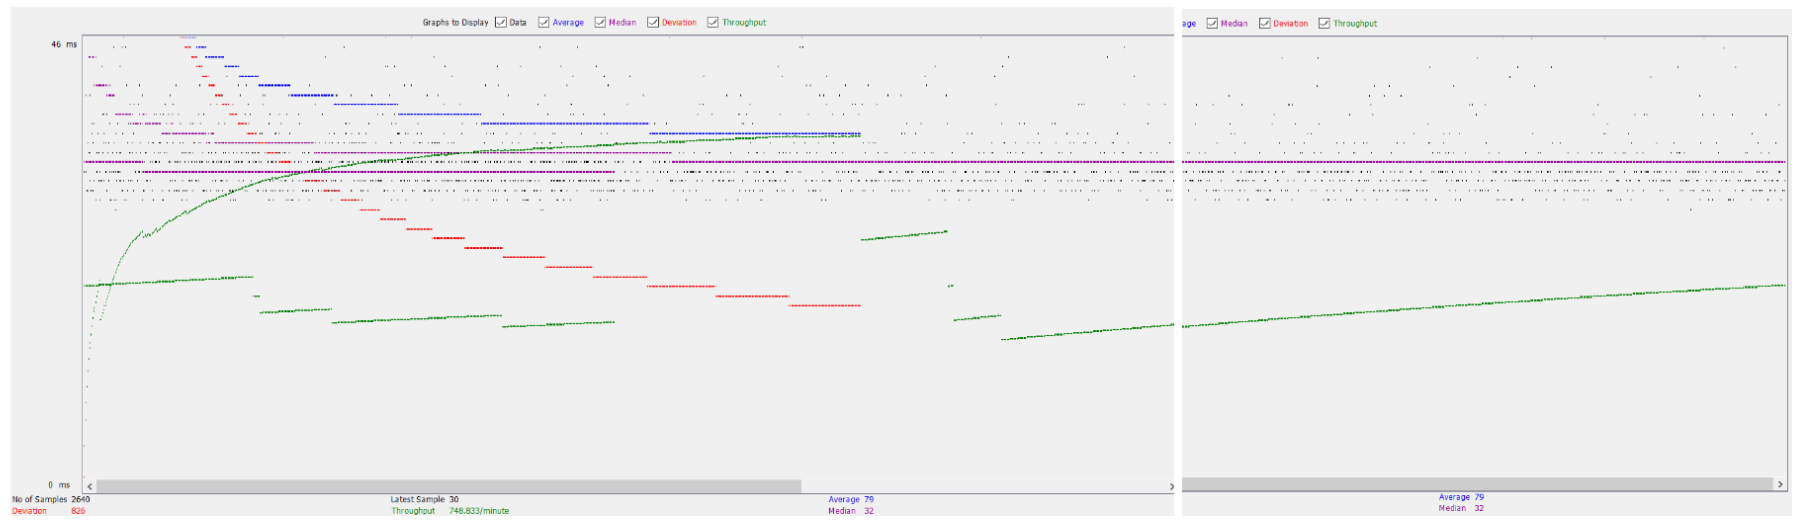 Graphs to Display Data Average Median Deviation Throughput
age Median Deviation Throughput
46 ms
0 ms
No of Samples 2640 Latest Sample 30 Average 79
Deviation 826 Throughput 748.833/minute Median 32
Average 79
Median 32